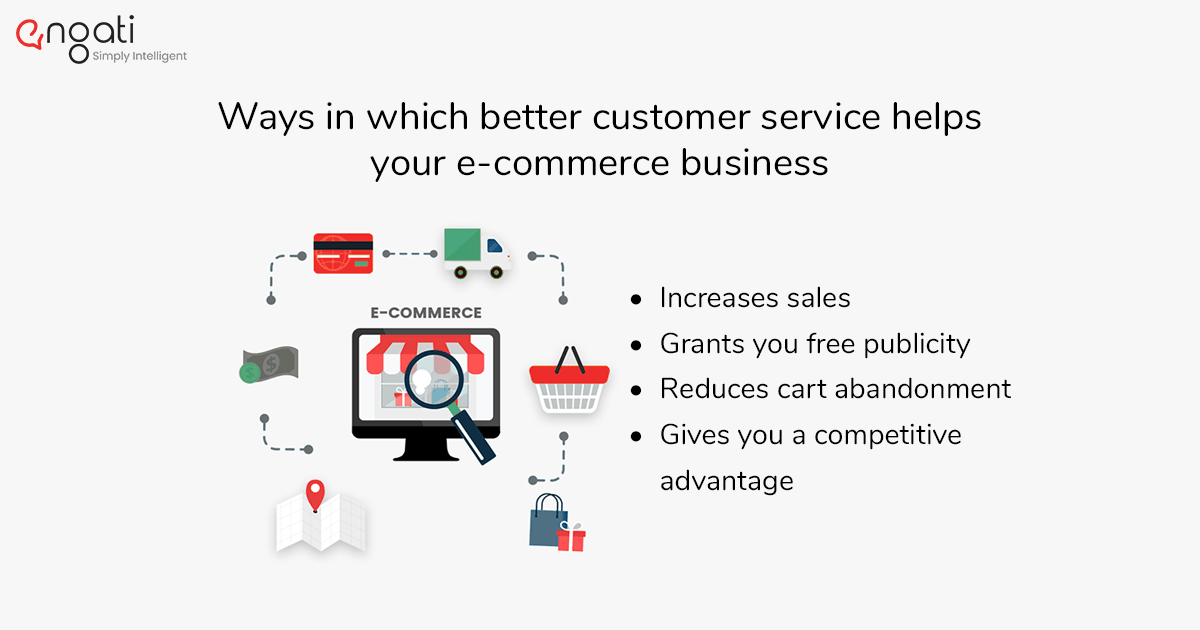 engati
Simply Intelligent
Ways in which better customer service helps
your e-commerce business
E-COMMERCE
$
$
• Increases sales
• Grants you free publicity
• Reduces cart abandonment
• Gives you a competitive
advantage